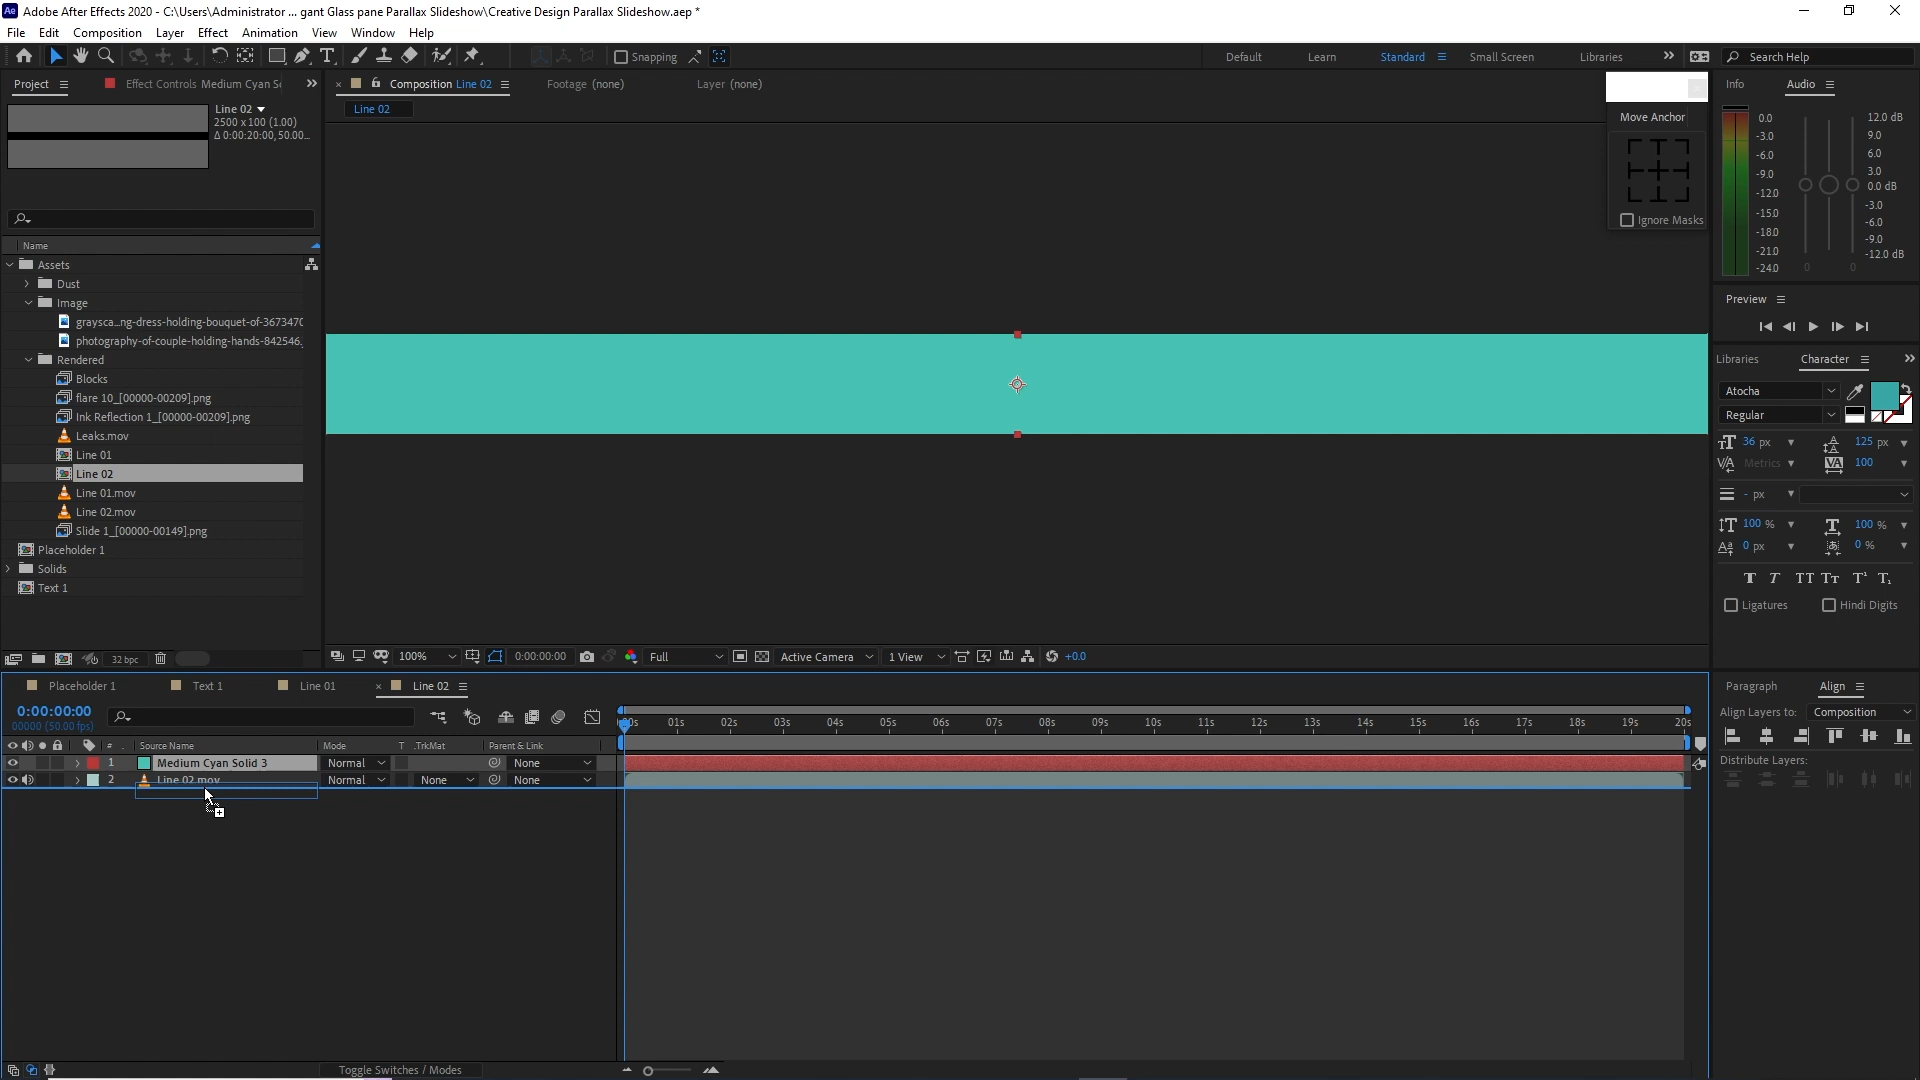 Adobe After Effects 2020 - C:\Users\Administrator ... gant Glass pane Parallax Slideshow\Creative Design Parallax Slideshow.aep *
File Edit Composition Layer Effect Animation View Window Help
Snapping
Default Learn Standard Small Screen Libraries Search Help
Project Effect Controls Medium Cyan So
Composition Line 02 Footage (none) Layer (none)
Info Audio
Line 02
2500 x 100 (1.00)
Δ 0:00:20:00, 50.00...
Line 02
Move Anchor
Ignore Masks
0.0 12.0 dB
-3.0 9.0
-6.0 6.0
-9.0 3.0
-12.0 0.0 dB
-15.0 -3.0
-18.0 -6.0
-21.0 -9.0
-24.0 -12.0 dB
0 0
Name
Assets
Dust
Image
graysca...ng-dress-holding-bouquet-of-3673470
photography-of-couple-holding-hands-842546.
Rendered
Blocks
flare 10_[00000-00209].png
Ink Reflection 1_[00000-00209].png
Leaks.mov
Line 01
Line 02
Line 01.mov
Line 02.mov
Slide 1_[00000-00149].png
Placeholder 1
Solids
Text 1
Preview
Libraries Character
Atocha
Regular
36 px 125 px
Metrics 100
- px
100 % 100 %
0 px 0 %
T T TT Tt T¹ T₁
Ligatures Hindi Digits
32 bpc
100% 0:00:00:00 Full Active Camera 1 View +0.0
Placeholder 1 Text 1 Line 01 Line 02
Paragraph Align
0:00:00:00
00000 (50.00 fps)
00s 01s 02s 03s 04s 05s 06s 07s 08s 09s 10s 11s 12s 13s 14s 15s 16s 17s 18s 19s 20s
Align Layers to: Composition
# Source Name Mode T .TrkMat Parent & Link
1 Medium Cyan Solid 3 Normal None
2 Line 02.mov Normal None None
Distribute Layers:
Toggle Switches / Modes